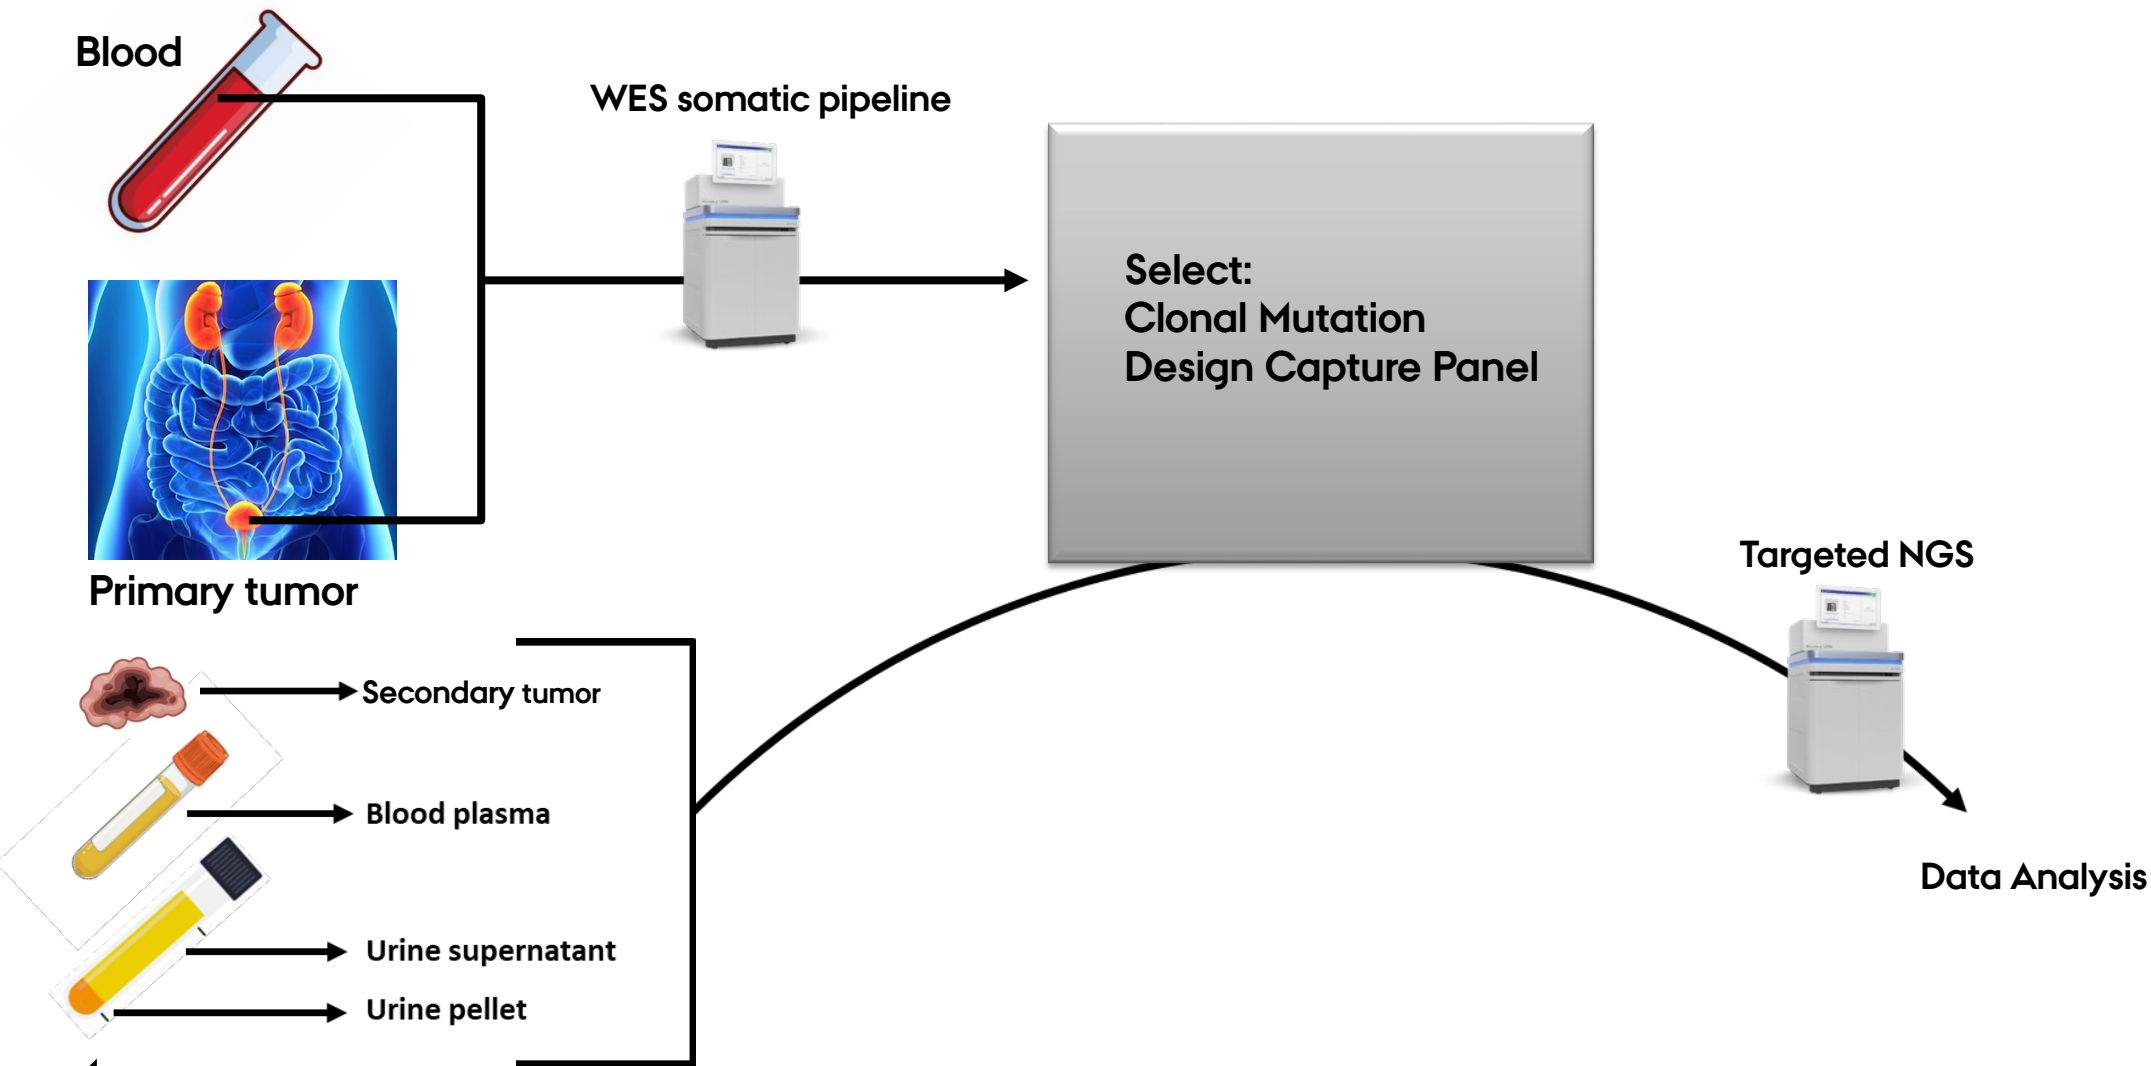 Blood
WES somatic pipeline
Select:
Clonal Mutation
Design Capture Panel
Primary tumor
Targeted NGS
Secondary tumor
Blood plasma
Data Analysis
Urine supernatant
Urine pellet